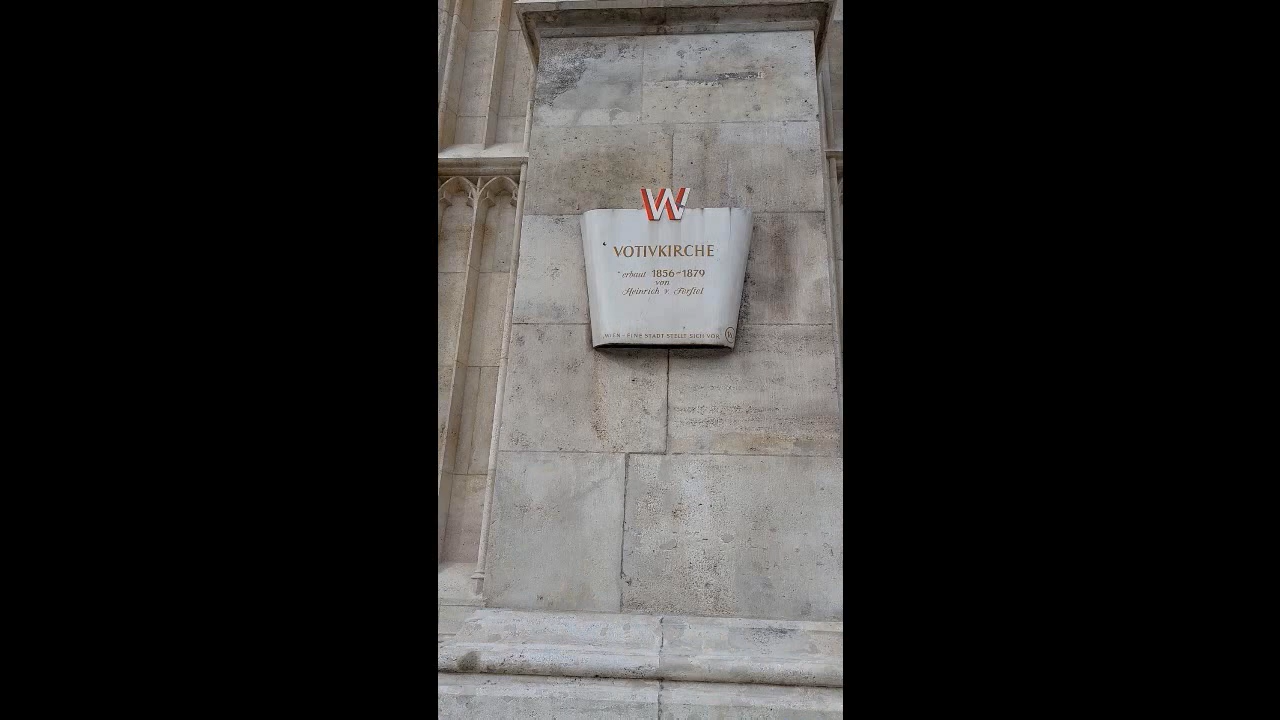 W
VOTIVKIRCHE
erbaut 1856-1879
von
Heinrich v. Ferstel
WIEN - EINE STADT STELLT SICH VOR